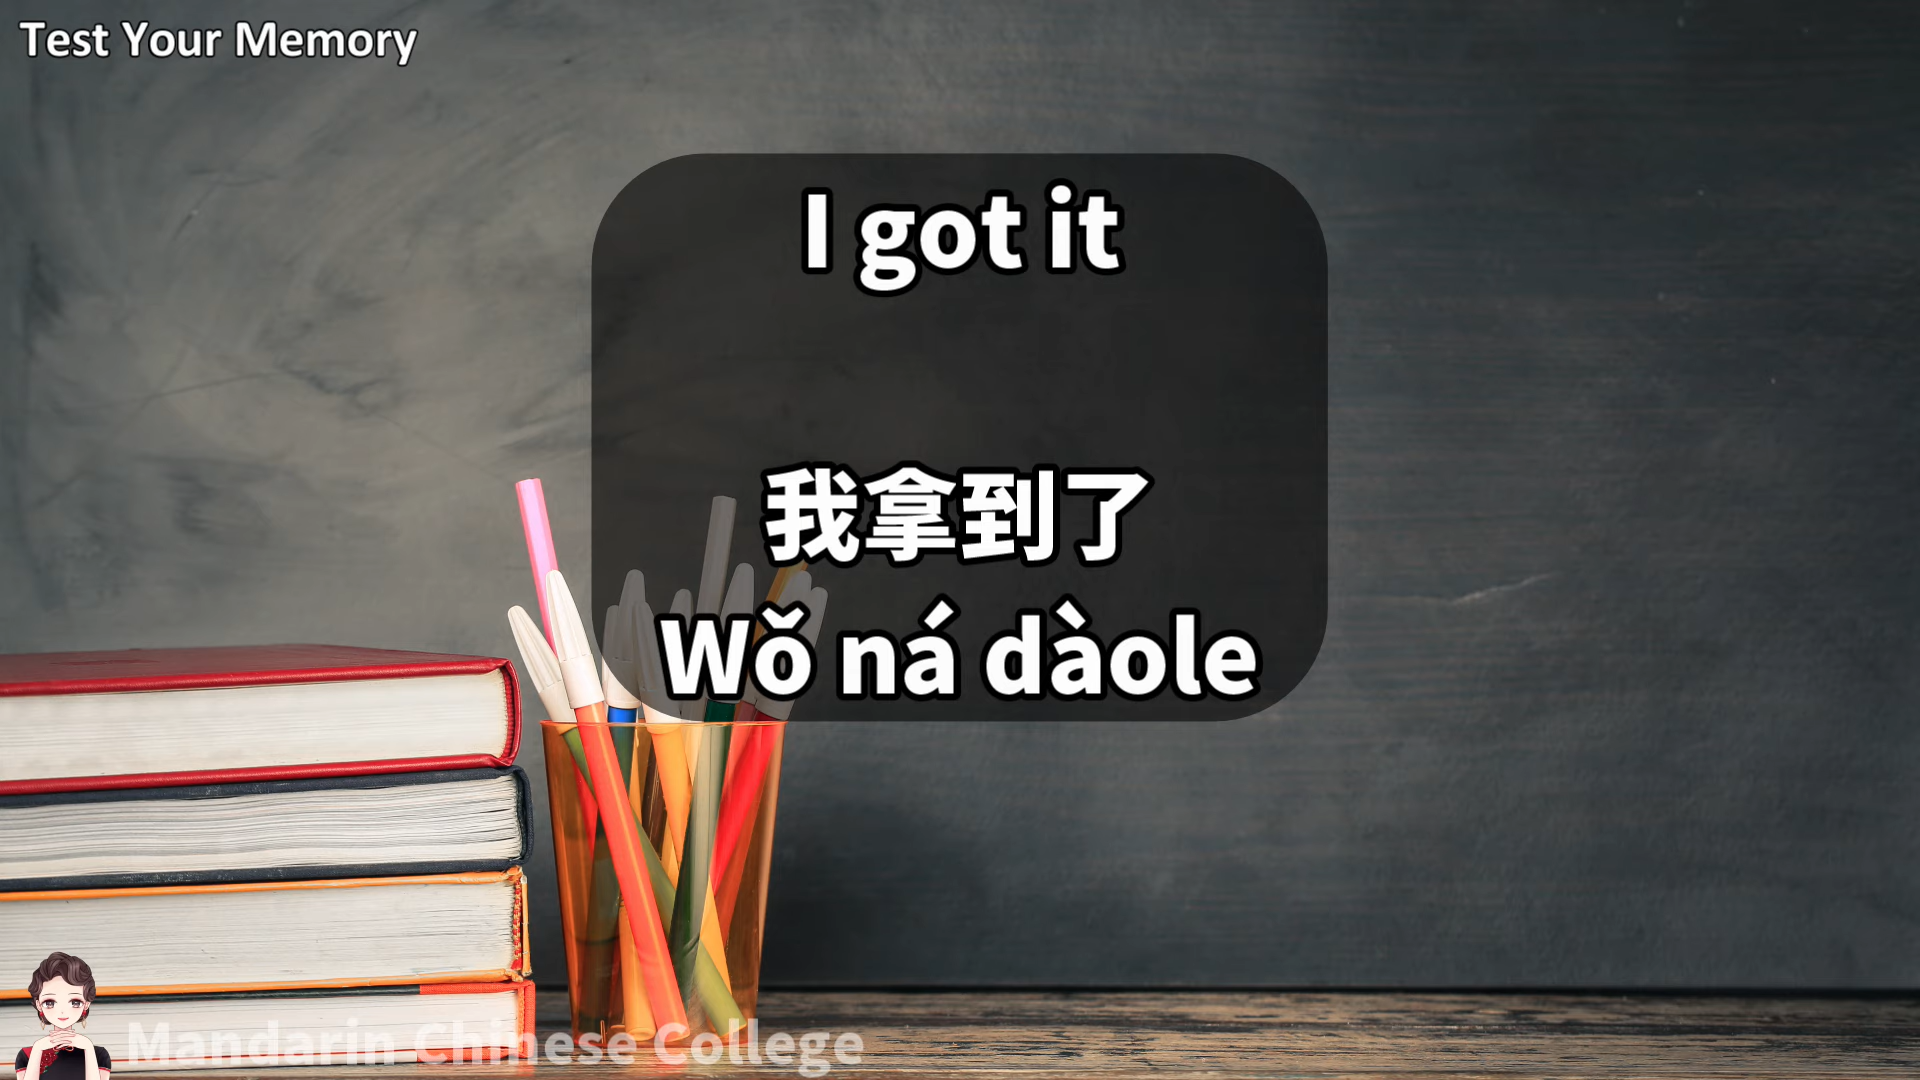 Test Your Memory
I got it
我拿到了
Wǒ ná dàole
Mandarin Chinese College